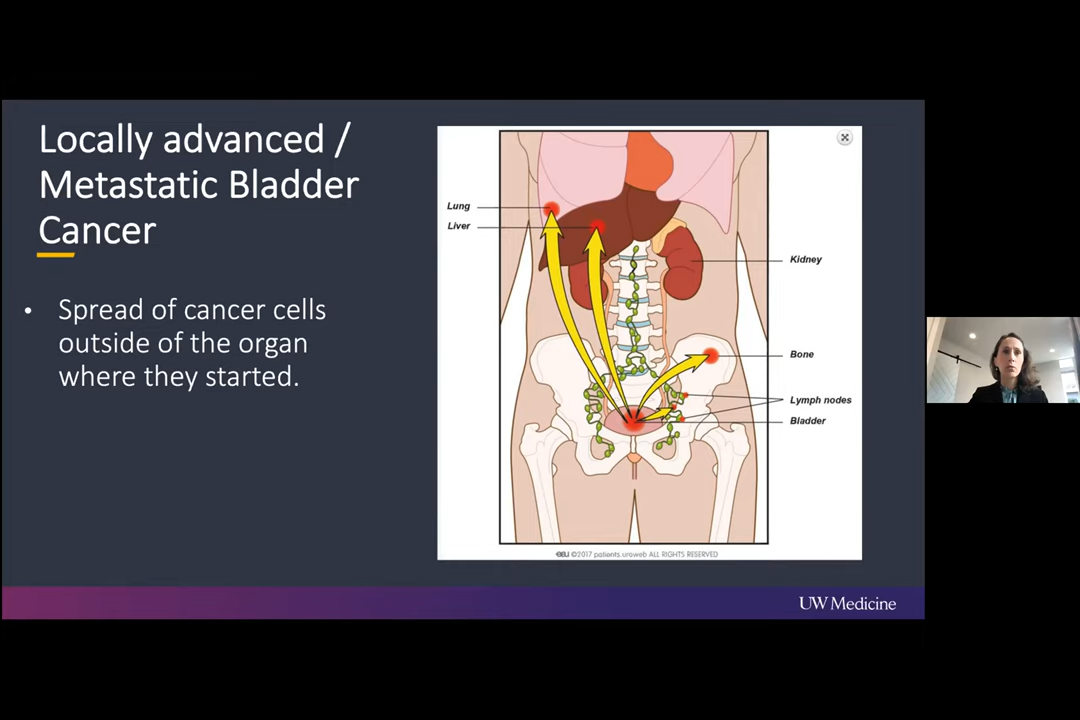 Locally advanced /
Metastatic Bladder
Cancer
• Spread of cancer cells
outside of the organ
where they started.
Lung
Liver
Kidney
Bone
Lymph nodes
Bladder
eau ©2017 patients.uroweb ALL RIGHTS RESERVED
UW Medicine